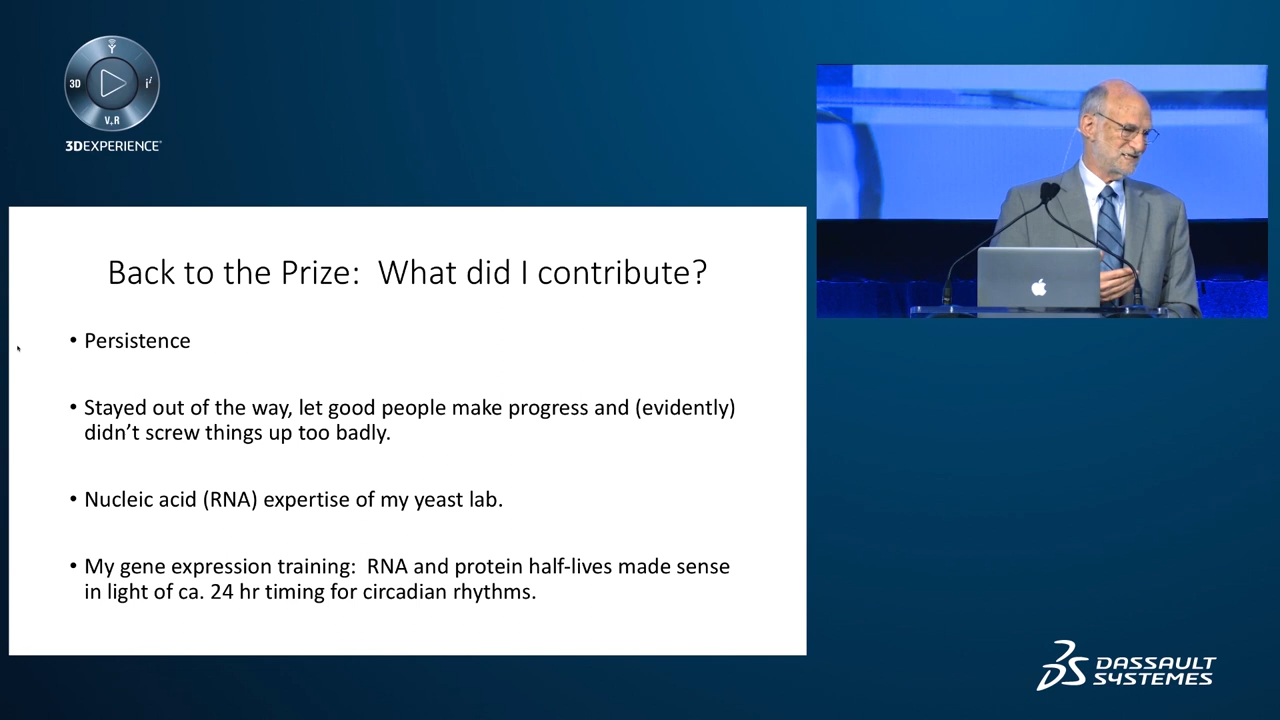 3D
V,R
3DEXPERIENCE
Back to the Prize: What did I contribute?
• Persistence
• Stayed out of the way, let good people make progress and (evidently)
didn't screw things up too badly.
• Nucleic acid (RNA) expertise of my yeast lab.
• My gene expression training: RNA and protein half-lives made sense
in light of ca. 24 hr timing for circadian rhythms.
DASSAULT
SYSTEMES